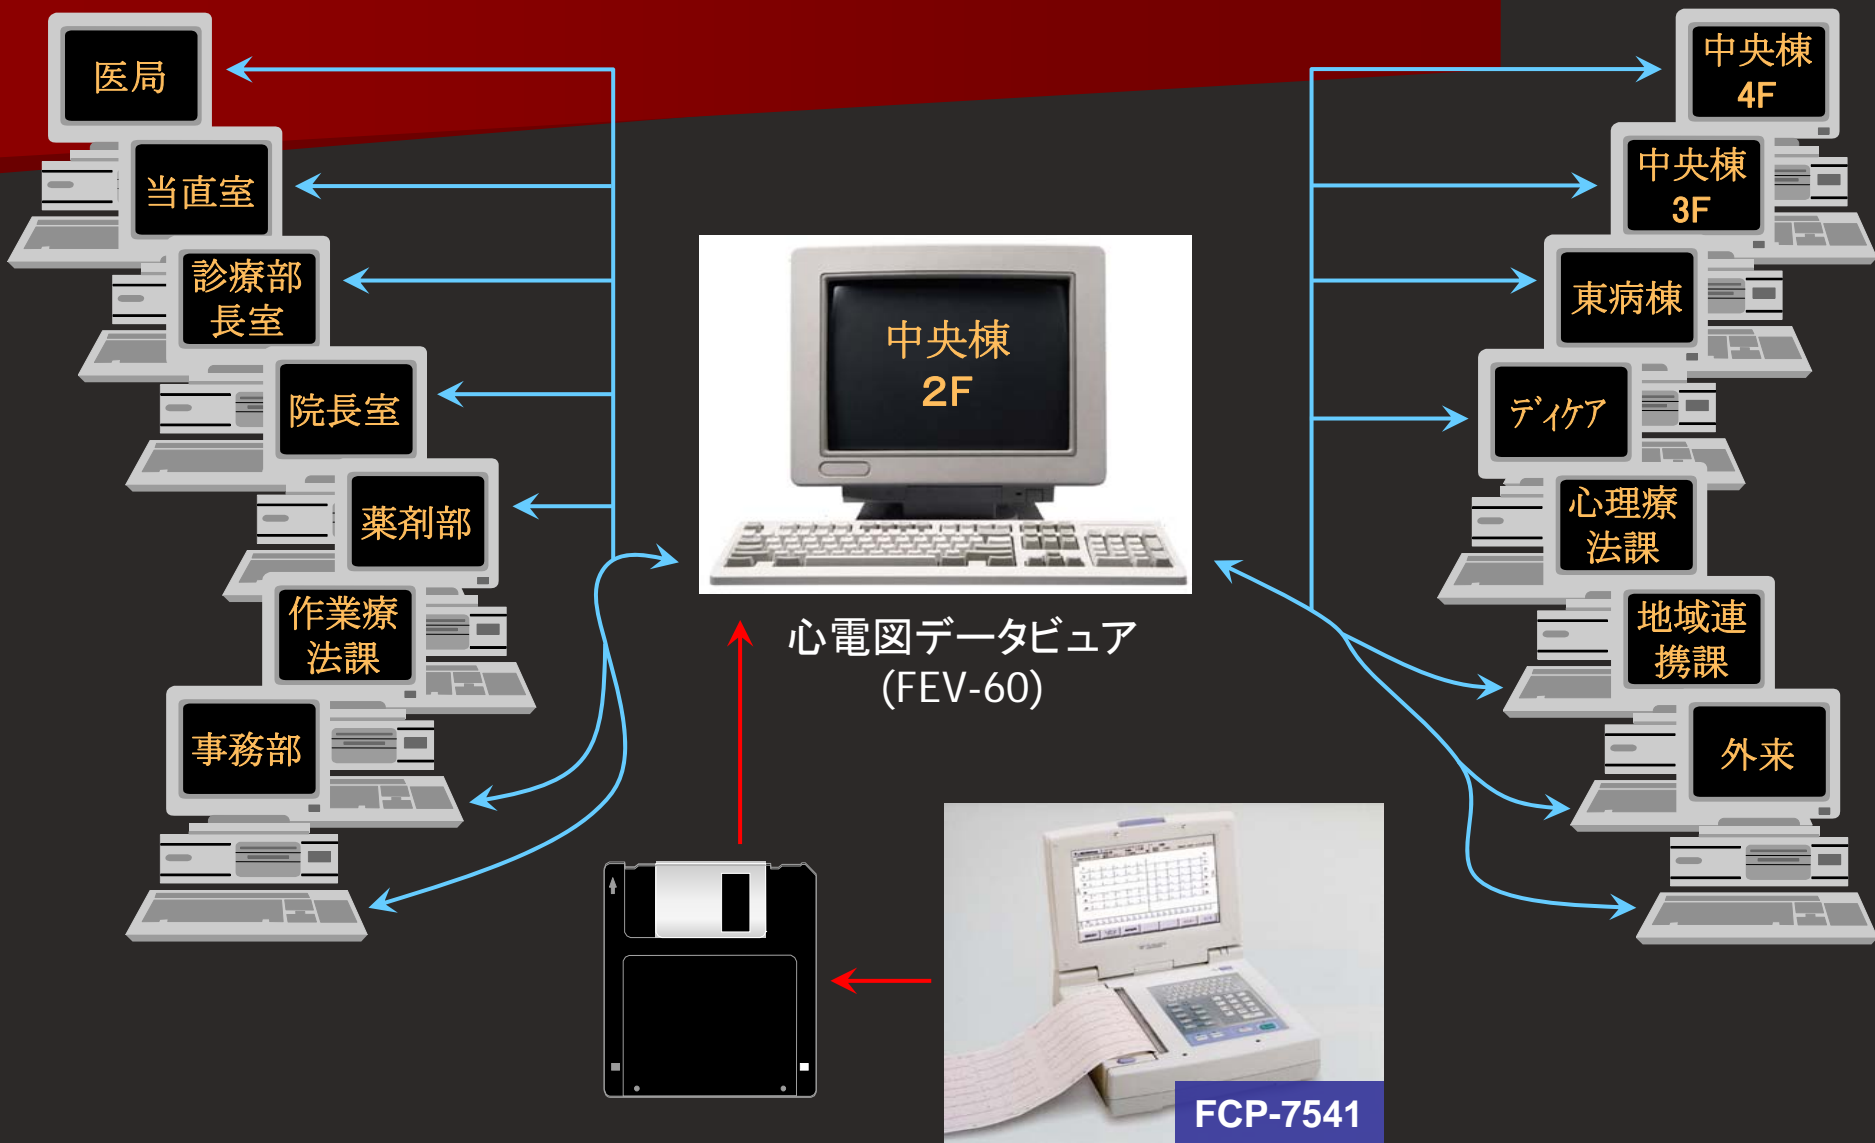 医局
当直室
診療部
長室
院長室
薬剤部
作業療
法課
事務部
中央棟
2F
心電図データビュア
(FEV-60)
FCP-7541
中央棟
4F
中央棟
3F
東病棟
ディケア
心理療
法課
地域連
携課
外来